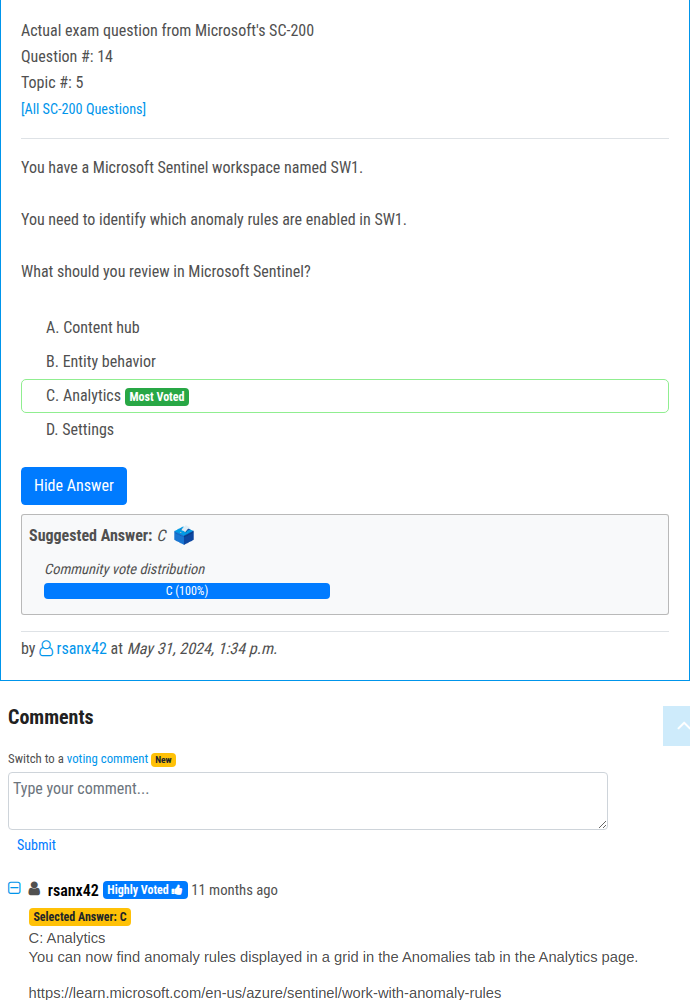 Actual exam question from Microsoft's SC-200
Question #: 14
Topic #: 5
[All SC-200 Questions]
You have a Microsoft Sentinel workspace named SW1.
You need to identify which anomaly rules are enabled in SW1.
What should you review in Microsoft Sentinel?
A. Content hub
B. Entity behavior
C. Analytics Most Voted
D. Settings
Hide Answer
Suggested Answer: C
Community vote distribution
C (100%)
by rsanx42 at May 31, 2024, 1:34 p.m.
Comments
Switch to a voting comment New
Type your comment...
Submit
rsanx42 Highly Voted 11 months ago
Selected Answer: C
C: Analytics
You can now find anomaly rules displayed in a grid in the Anomalies tab in the Analytics page.
https://learn.microsoft.com/en-us/azure/sentinel/work-with-anomaly-rules